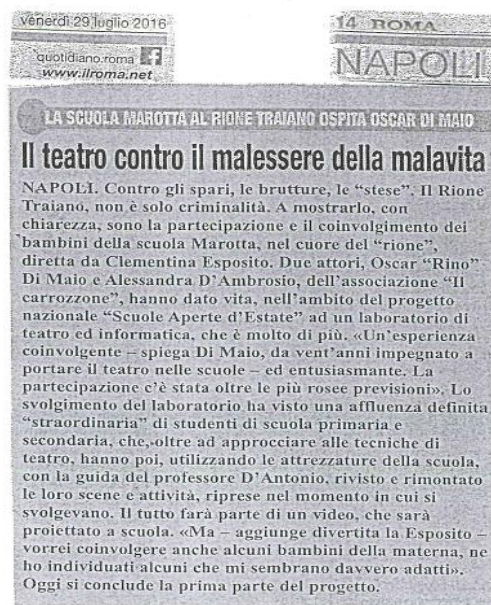 venerdì 29 luglio 2016
quotidiano.roma
www.ilroma.net
14 ROMA
NAPOLI
LA SCUOLA MAROTTA AL RIONE TRAIANO OSPITA OSCAR DI MAIO
Il teatro contro il malessere della malavita
NAPOLI. Contro gli spari, le brutture, le “stese”. Il Rione
Traiano, non è solo criminalità. A mostrarlo, con
chiarezza, sono la partecipazione e il coinvolgimento dei
bambini della scuola Marotta, nel cuore del “rione”,
diretta da Clementina Esposito. Due attori, Oscar “Rino”
Di Maio e Alessandra D’Ambrosio, dell’associazione “Il
carrozzone”, hanno dato vita, nell’ambito del progetto
nazionale “Scuole Aperte d’Estate” ad un laboratorio di
teatro ed informatica, che è molto di più. «Un’esperienza
coinvolgente – spiega Di Maio, da vent’anni impegnato a
portare il teatro nelle scuole – ed entusiasmante. La
partecipazione c’è stata oltre le più rosee previsioni». Lo
svolgimento del laboratorio ha visto una affluenza definita
“straordinaria” di studenti di scuola primaria e
secondaria, che, oltre ad approcciare alle tecniche di
teatro, hanno poi, utilizzando le attrezzature della scuola,
con la guida del professore D’Antonio, rivisto e rimontato
le loro scene e attività, riprese nel momento in cui si
svolgevano. Il tutto farà parte di un video, che sarà
proiettato a scuola. «Ma – aggiunge divertita la Esposito –
vorrei coinvolgere anche alcuni bambini della materna, ne
ho individuati alcuni che mi sembrano davvero adatti».
Oggi si conclude la prima parte del progetto.